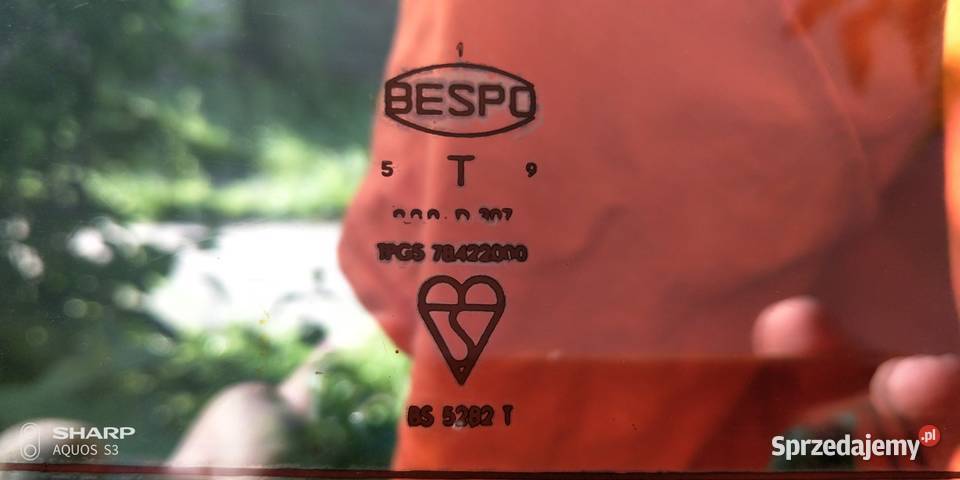 1
BESPO
5 T 9
TPGS 78422000
BS 5282 T
SHARP
AQUOS S3
Sprzedajemy.pl